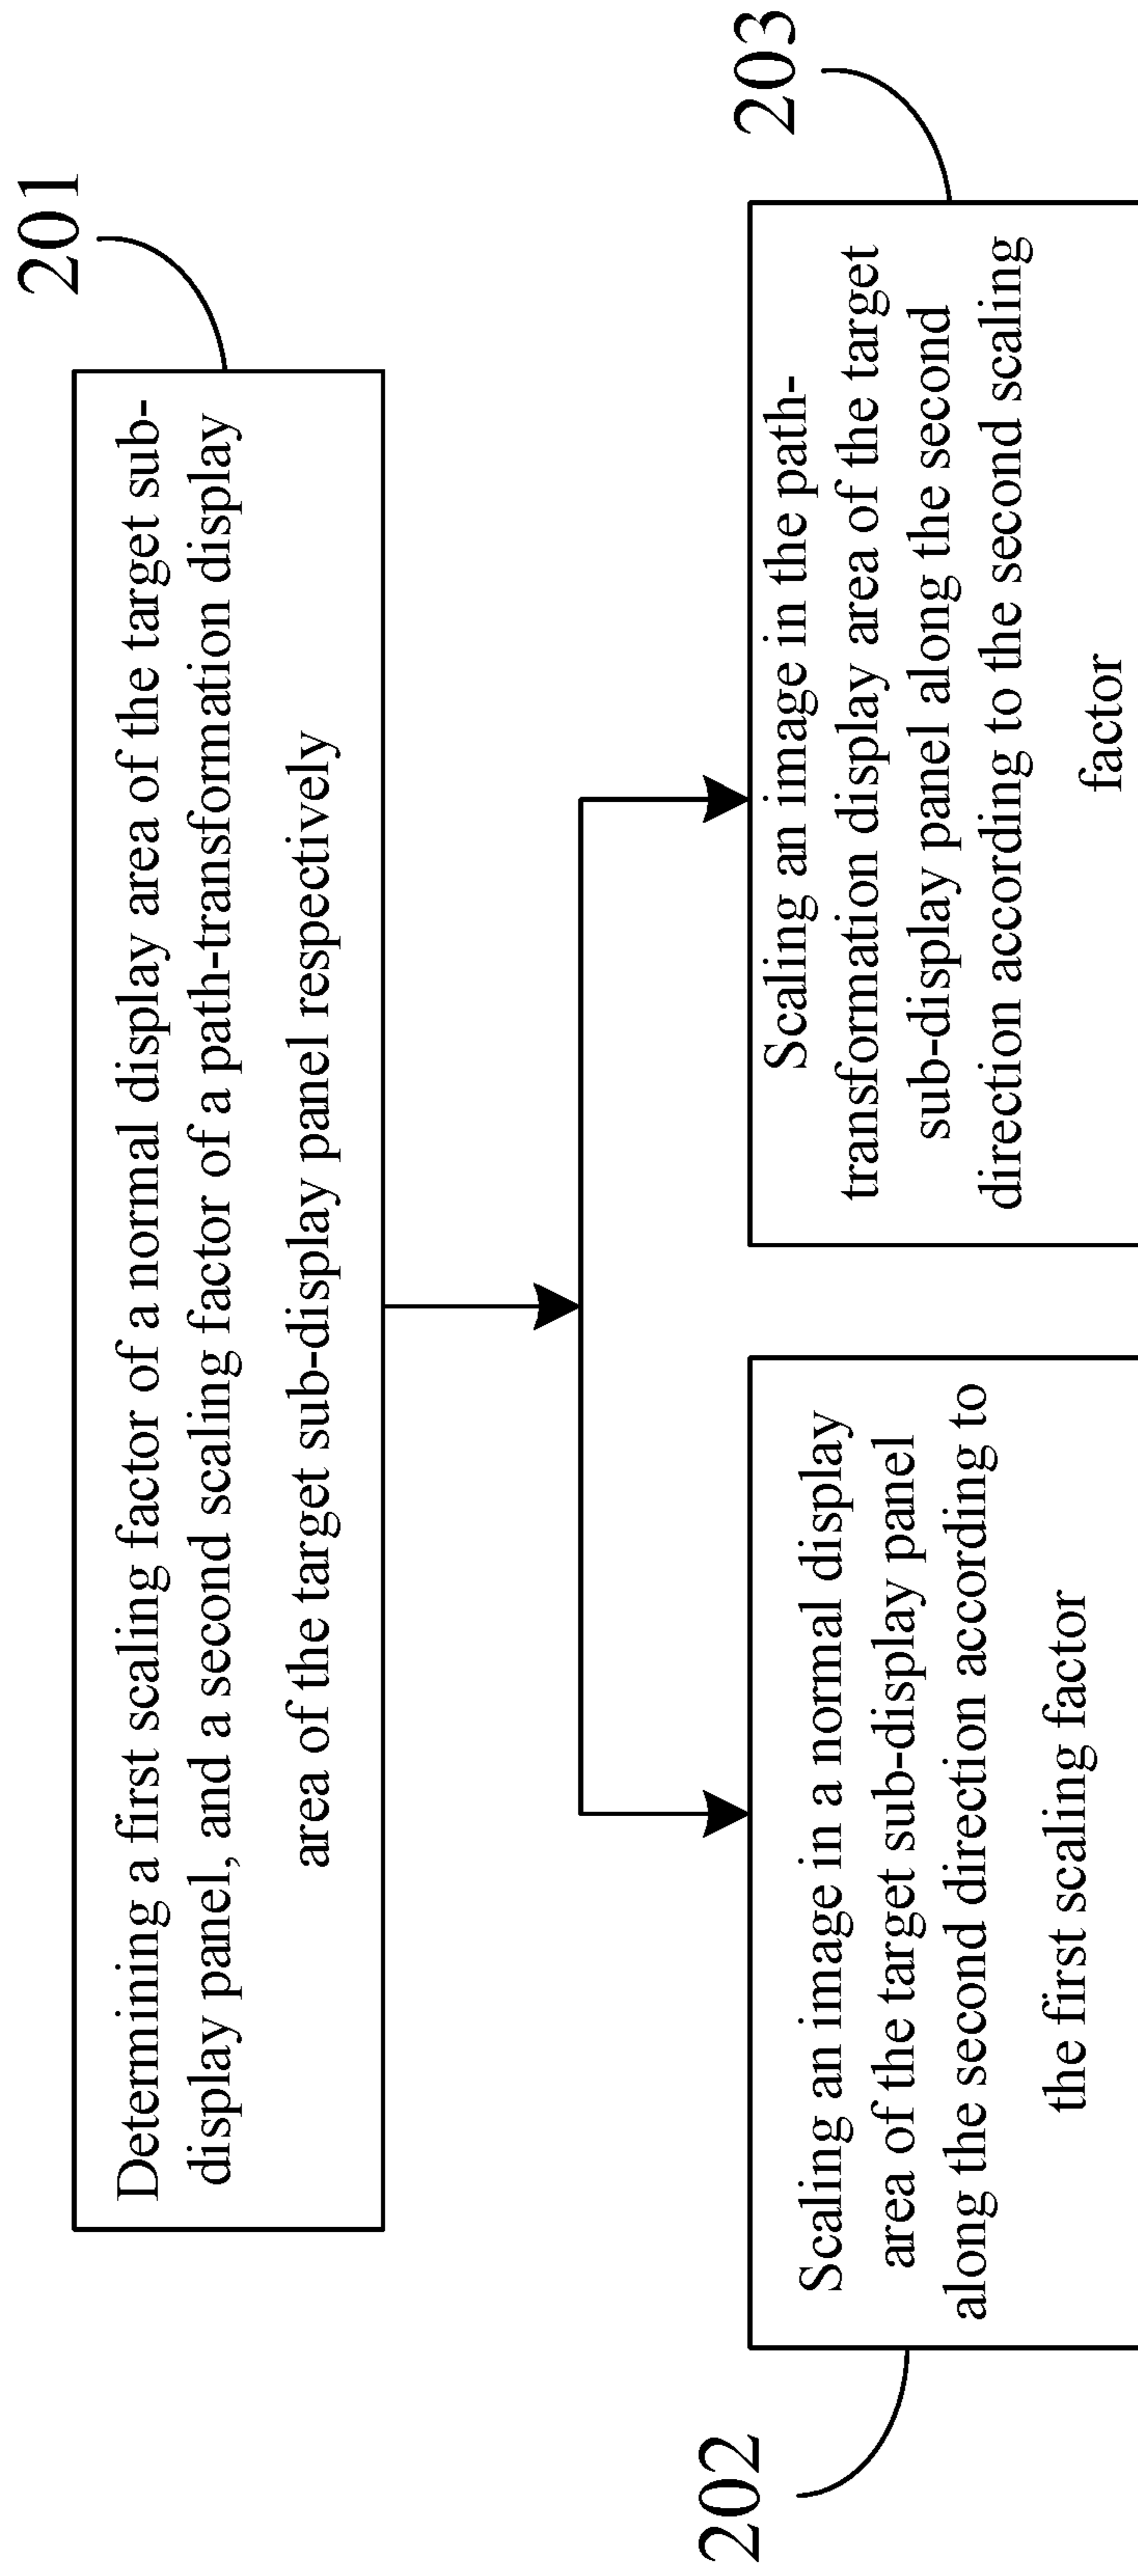 201
Determining a first scaling factor of a normal display area of the target sub-
display panel, and a second scaling factor of a path-transformation display
area of the target sub-display panel respectively
202
Scaling an image in a normal display
area of the target sub-display panel
along the second direction according to
the first scaling factor
203
Scaling an image in the path-
transformation display area of the target
sub-display panel along the second
direction according to the second scaling
factor